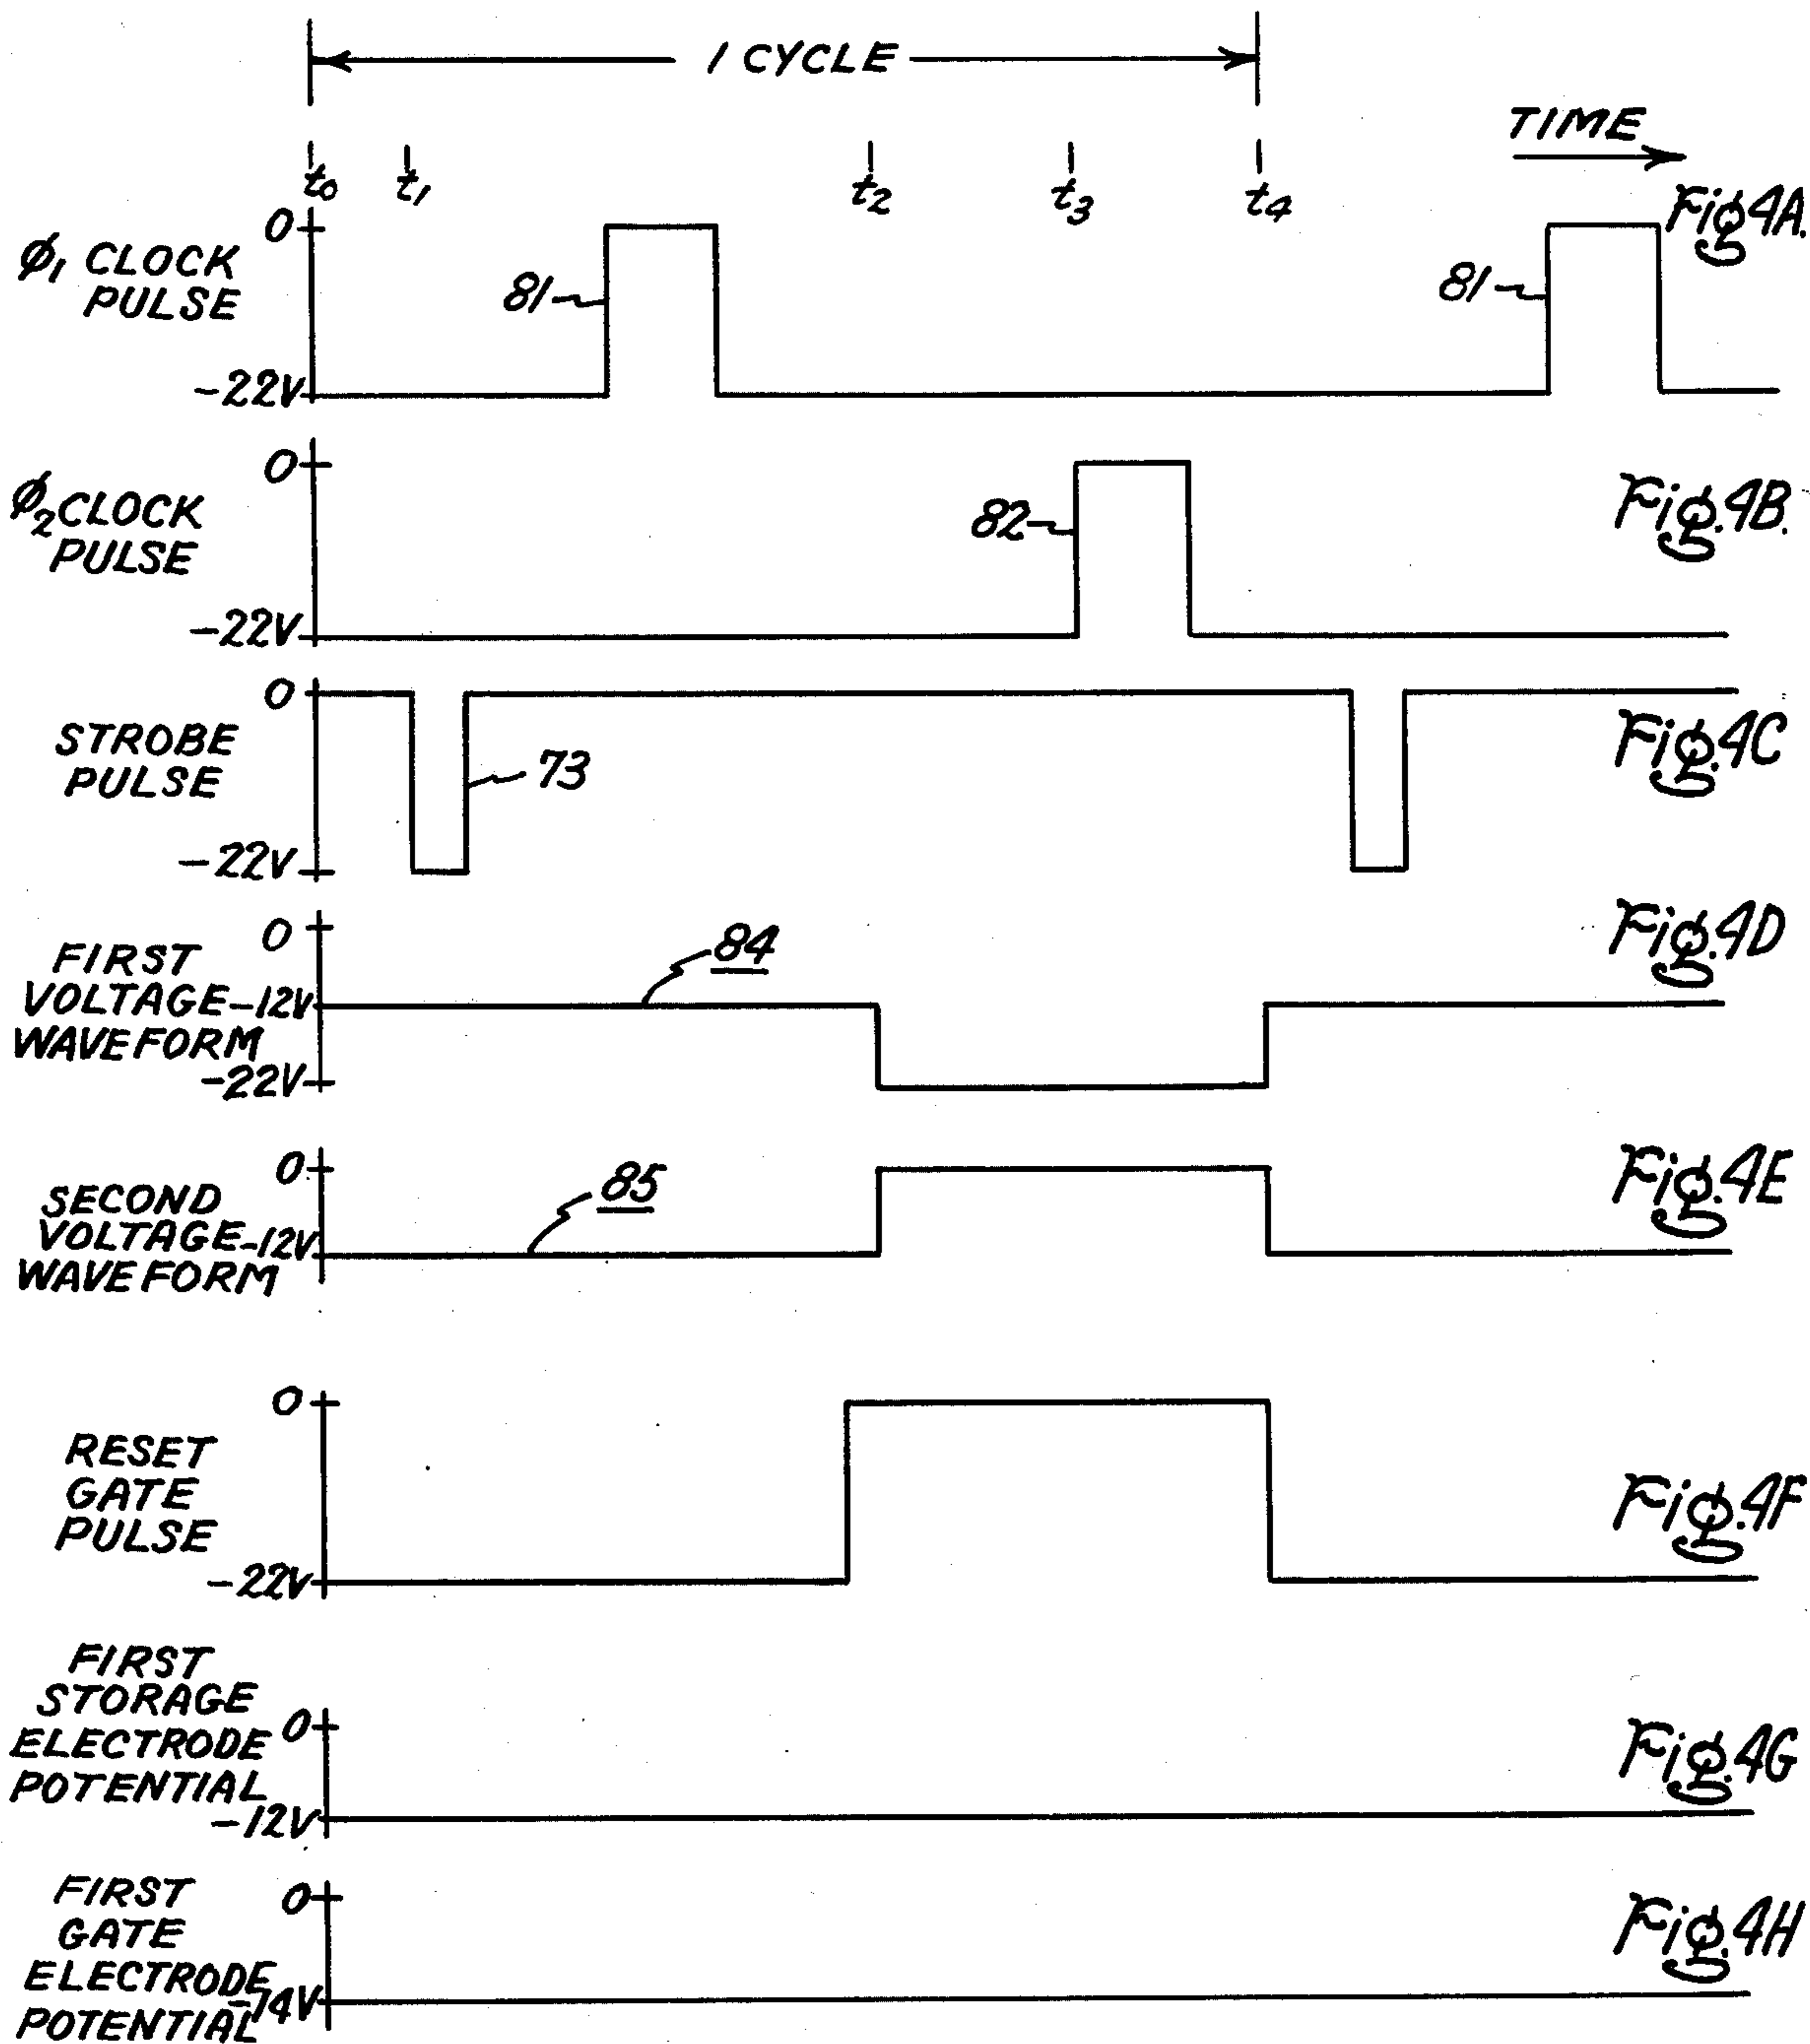 1 CYCLE
TIME
t0 t1 t2 t3 t4
Fig 4A.
0
ø1 CLOCK
PULSE
81
81
-22V
0
ø2 CLOCK
PULSE
82
Fig. 4B.
-22V
0
STROBE
PULSE
73
Fig. 4C
-22V
0
FIRST
VOLTAGE -12V
WAVEFORM
-22V
84
Fig. 4D
0
SECOND
VOLTAGE -12V
WAVEFORM
85
Fig. 4E
0
RESET
GATE
PULSE
-22V
Fig. 4F
FIRST
STORAGE
ELECTRODE 0
POTENTIAL
-12V
Fig. 4G
FIRST 0
GATE
ELECTRODE
-14V
POTENTIAL
Fig. 4H